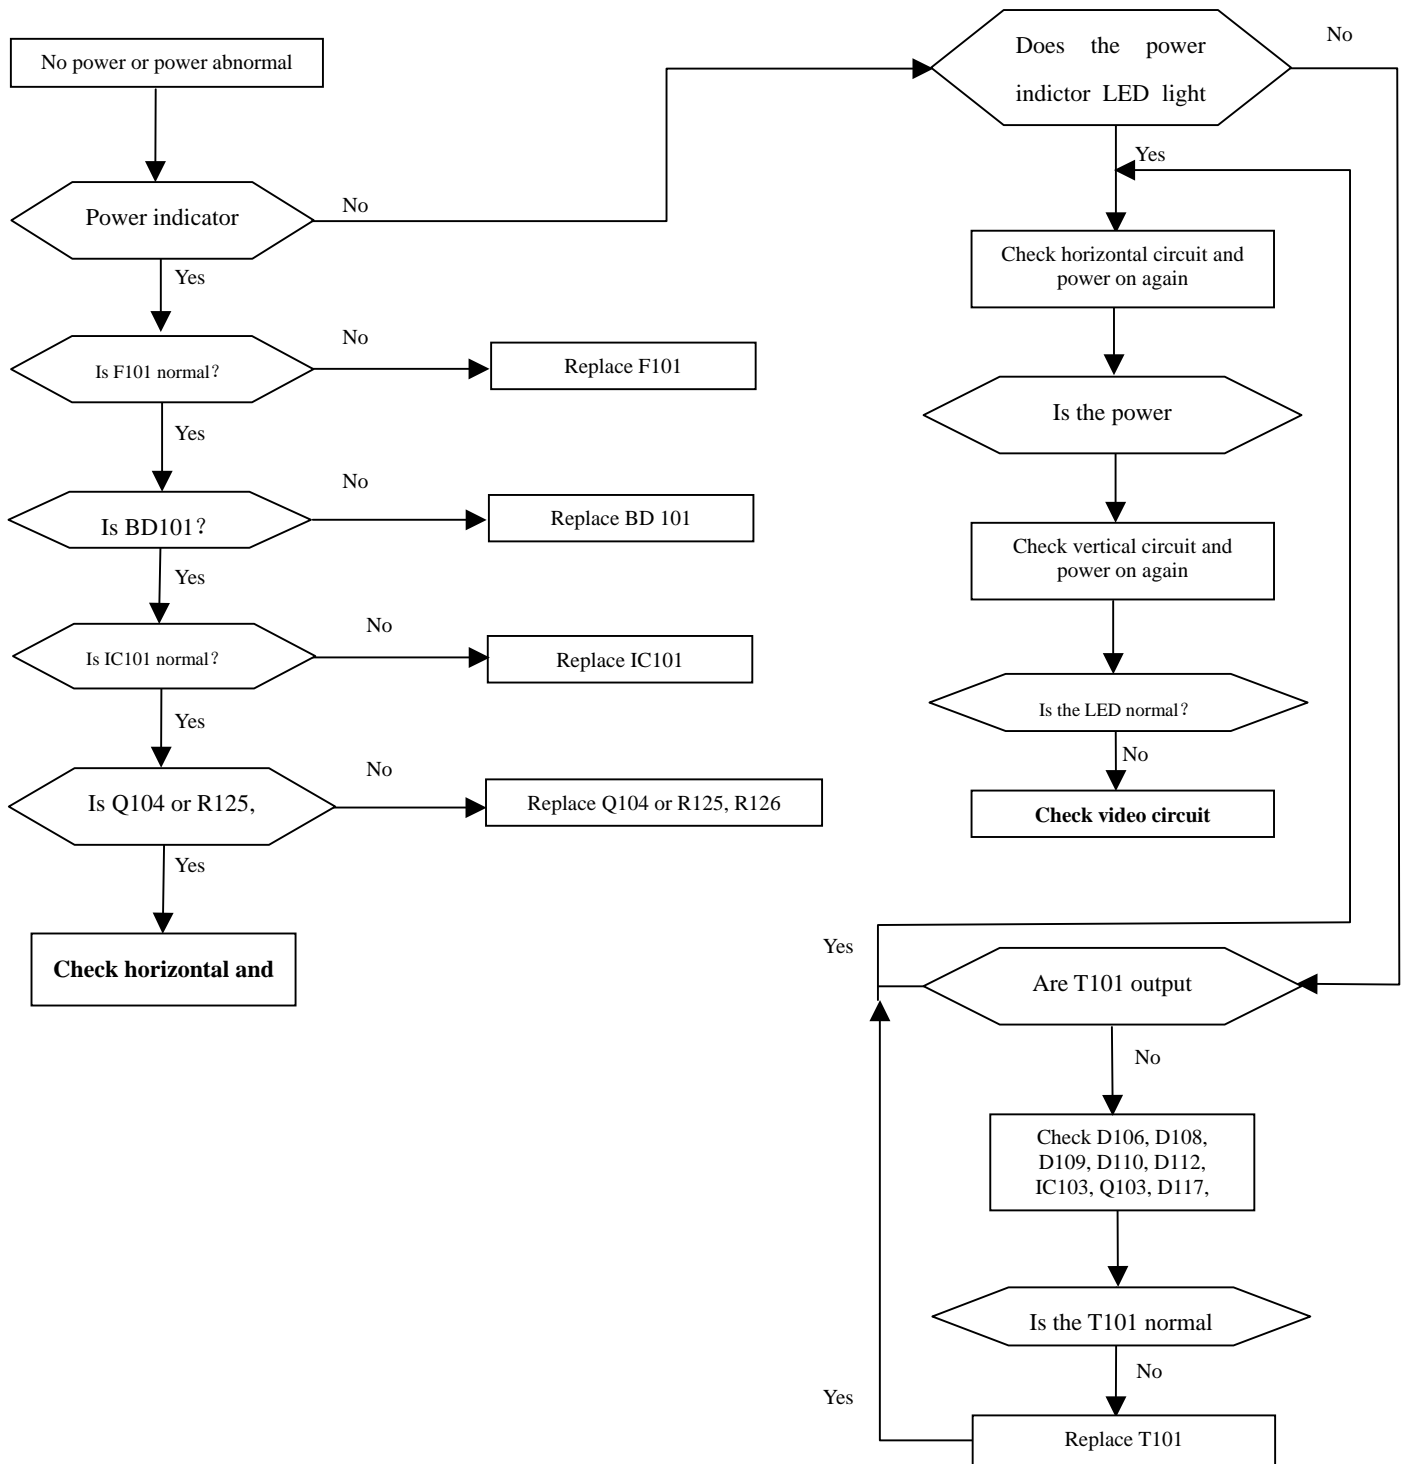 No power or power abnormal
Power indicator
No
Yes
Is F101 normal？
No
Replace F101
Yes
Is BD101？
No
Replace BD 101
Yes
Is IC101 normal？
No
Replace IC101
Yes
Is Q104 or R125,
No
Replace Q104 or R125, R126
Yes
Check horizontal and
Does the power
indictor LED light
No
Yes
Check horizontal circuit and
power on again
Is the power
Check vertical circuit and
power on again
Is the LED normal？
No
Check video circuit
Yes
Are T101 output
No
Check D106, D108,
D109, D110, D112,
IC103, Q103, D117,
Is the T101 normal
No
Yes
Replace T101